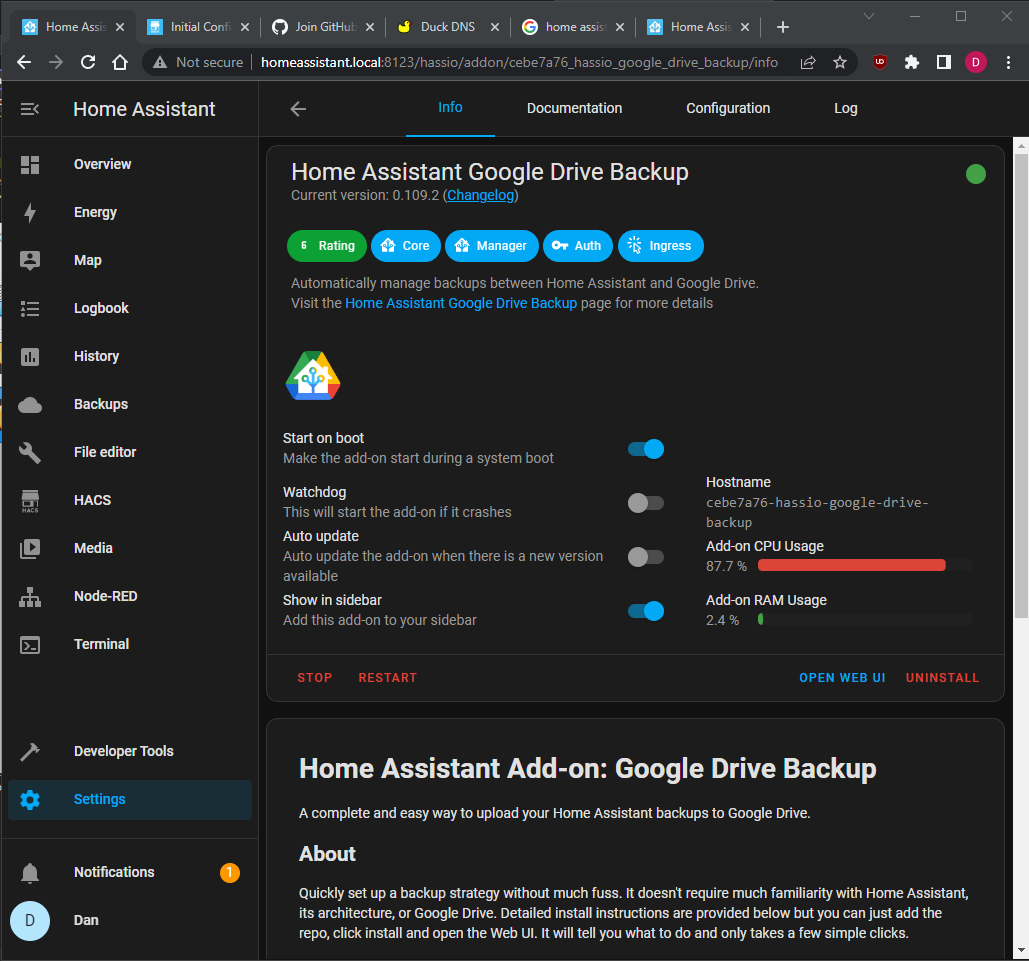 Home Assis
Initial Confi
Join GitHub
Duck DNS
home assist
Home Assis
Not secure
homeassistant.local:8123/hassio/addon/cebe7a76_hassio_google_drive_backup/info
D
Home Assistant
Info
Documentation
Configuration
Log
Overview
Energy
Map
Logbook
History
Backups
File editor
HACS
HACS
Media
Node-RED
Terminal
Developer Tools
Settings
Notifications
1
D
Dan
Home Assistant Google Drive Backup
Current version: 0.109.2 (Changelog)
6 Rating
Core
Manager
Auth
Ingress
Automatically manage backups between Home Assistant and Google Drive.
Visit the Home Assistant Google Drive Backup page for more details
Start on boot
Make the add-on start during a system boot
Watchdog
This will start the add-on if it crashes
Auto update
Auto update the add-on when there is a new version
available
Show in sidebar
Add this add-on to your sidebar
Hostname
cebe7a76-hassio-google-drive-
backup
Add-on CPU Usage
87.7 %
Add-on RAM Usage
2.4 %
STOP
RESTART
OPEN WEB UI
UNINSTALL
Home Assistant Add-on: Google Drive Backup
A complete and easy way to upload your Home Assistant backups to Google Drive.
About
Quickly set up a backup strategy without much fuss. It doesn't require much familiarity with Home Assistant,
its architecture, or Google Drive. Detailed install instructions are provided below but you can just add the
repo, click install and open the Web UI. It will tell you what to do and only takes a few simple clicks.